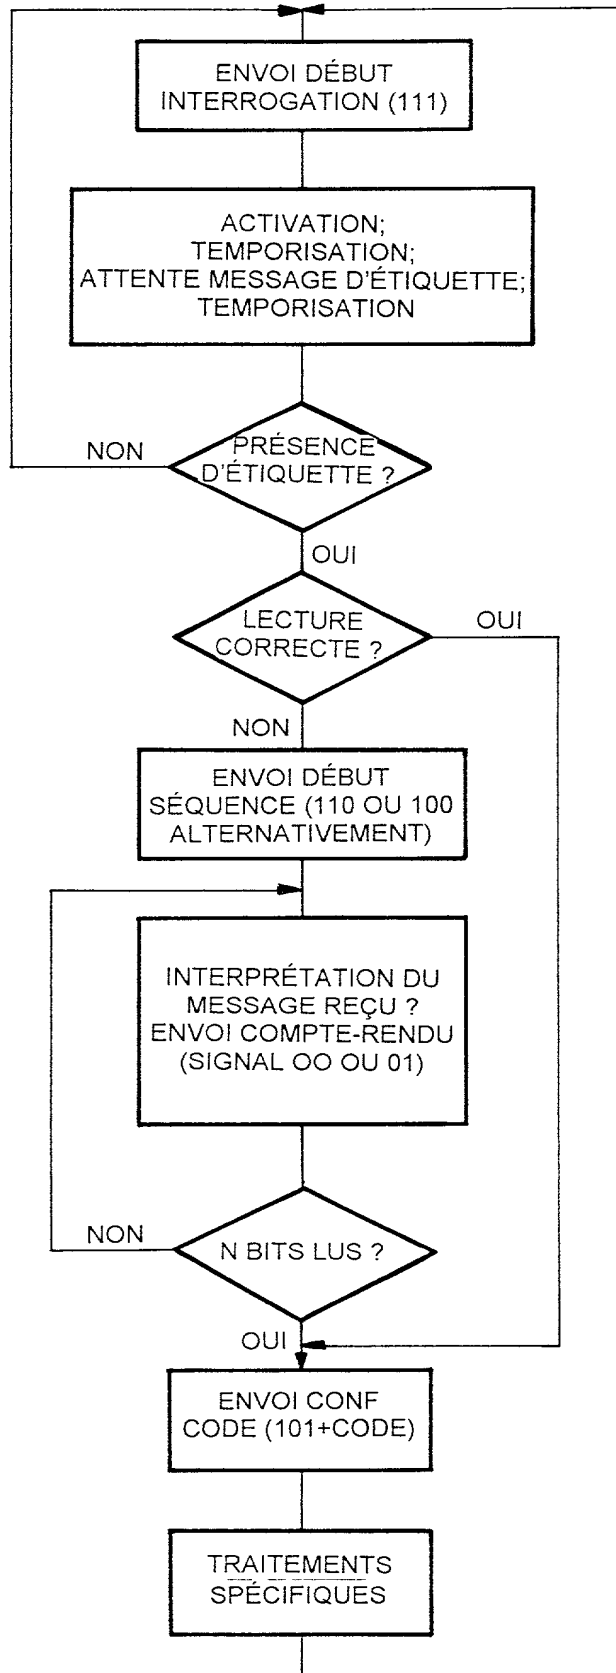 ENVOI DÉBUT
INTERROGATION (111)
ACTIVATION;
TEMPORISATION;
ATTENTE MESSAGE D'ÉTIQUETTE;
TEMPORISATION
NON
PRÉSENCE
D'ÉTIQUETTE ?
OUI
LECTURE
CORRECTE ?
OUI
NON
ENVOI DÉBUT
SÉQUENCE (110 OU 100
ALTERNATIVEMENT)
INTERPRÉTATION DU
MESSAGE REÇU ?
ENVOI COMPTE-RENDU
(SIGNAL OO OU 01)
NON
N BITS LUS ?
OUI
ENVOI CONF
CODE (101+CODE)
TRAITEMENTS
SPÉCIFIQUES